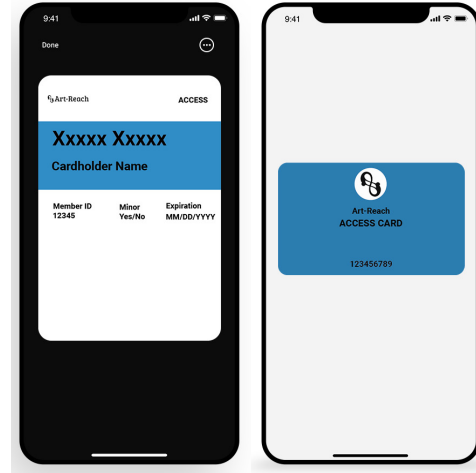 9:41
Done
Art-Reach
ACCESS
Xxxxx Xxxxx
Cardholder Name
Member ID
12345
Minor
Yes/No
Expiration
MM/DD/YYYY
9:41
Art-Reach
ACCESS CARD
123456789